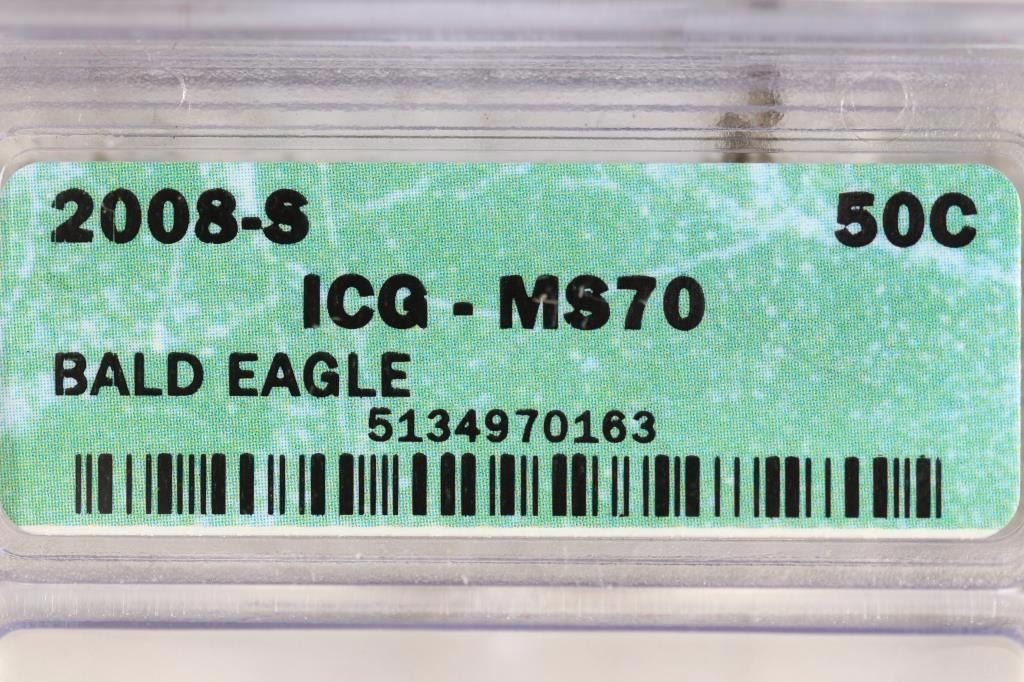 2008-S 50C
ICG - MS70
BALD EAGLE
5134970163